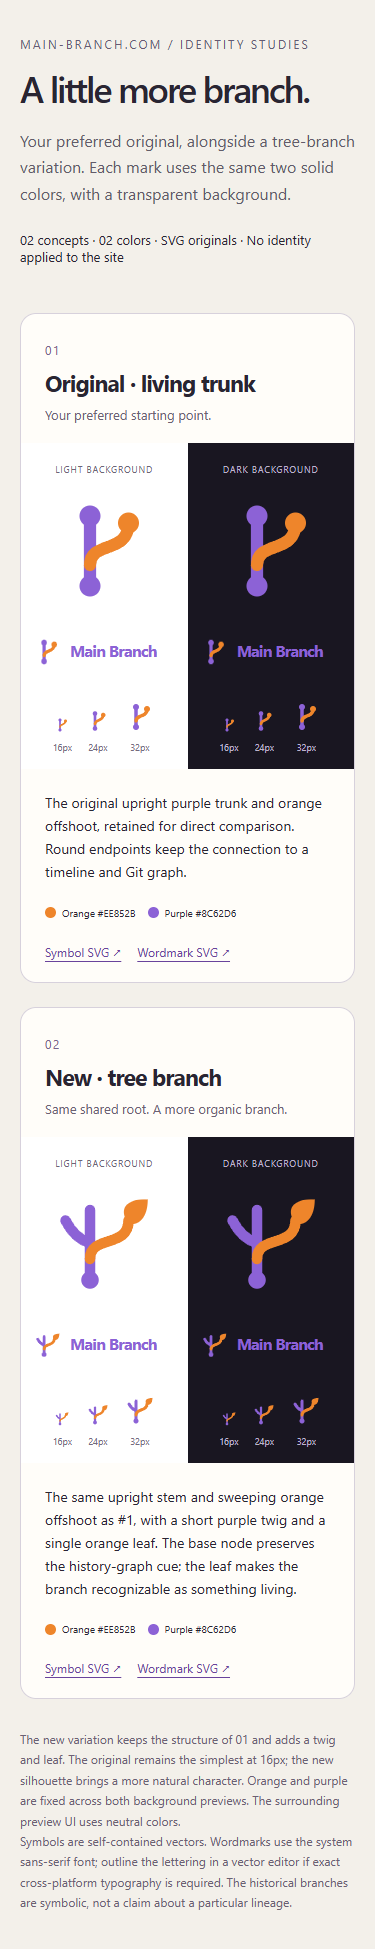 MAIN-BRANCH.COM / IDENTITY STUDIES
A little more branch.
Your preferred original, alongside a tree-branch
variation. Each mark uses the same two solid
colors, with a transparent background.
02 concepts · 02 colors · SVG originals · No identity
applied to the site
01
Original · living trunk
Your preferred starting point.
LIGHT BACKGROUND
Main Branch
16px 24px 32px
DARK BACKGROUND
Main Branch
16px 24px 32px
The original upright purple trunk and orange
offshoot, retained for direct comparison.
Round endpoints keep the connection to a
timeline and Git graph.
Orange #EE852B Purple #8C62D6
Symbol SVG ↗ Wordmark SVG ↗
02
New · tree branch
Same shared root. A more organic branch.
LIGHT BACKGROUND
Main Branch
16px 24px 32px
DARK BACKGROUND
Main Branch
16px 24px 32px
The same upright stem and sweeping orange
offshoot as #1, with a short purple twig and a
single orange leaf. The base node preserves
the history-graph cue; the leaf makes the
branch recognizable as something living.
Orange #EE852B Purple #8C62D6
Symbol SVG ↗ Wordmark SVG ↗
The new variation keeps the structure of 01 and adds a twig
and leaf. The original remains the simplest at 16px; the new
silhouette brings a more natural character. Orange and purple
are fixed across both background previews. The surrounding
preview UI uses neutral colors.
Symbols are self-contained vectors. Wordmarks use the system
sans-serif font; outline the lettering in a vector editor if exact
cross-platform typography is required. The historical branches
are symbolic, not a claim about a particular lineage.